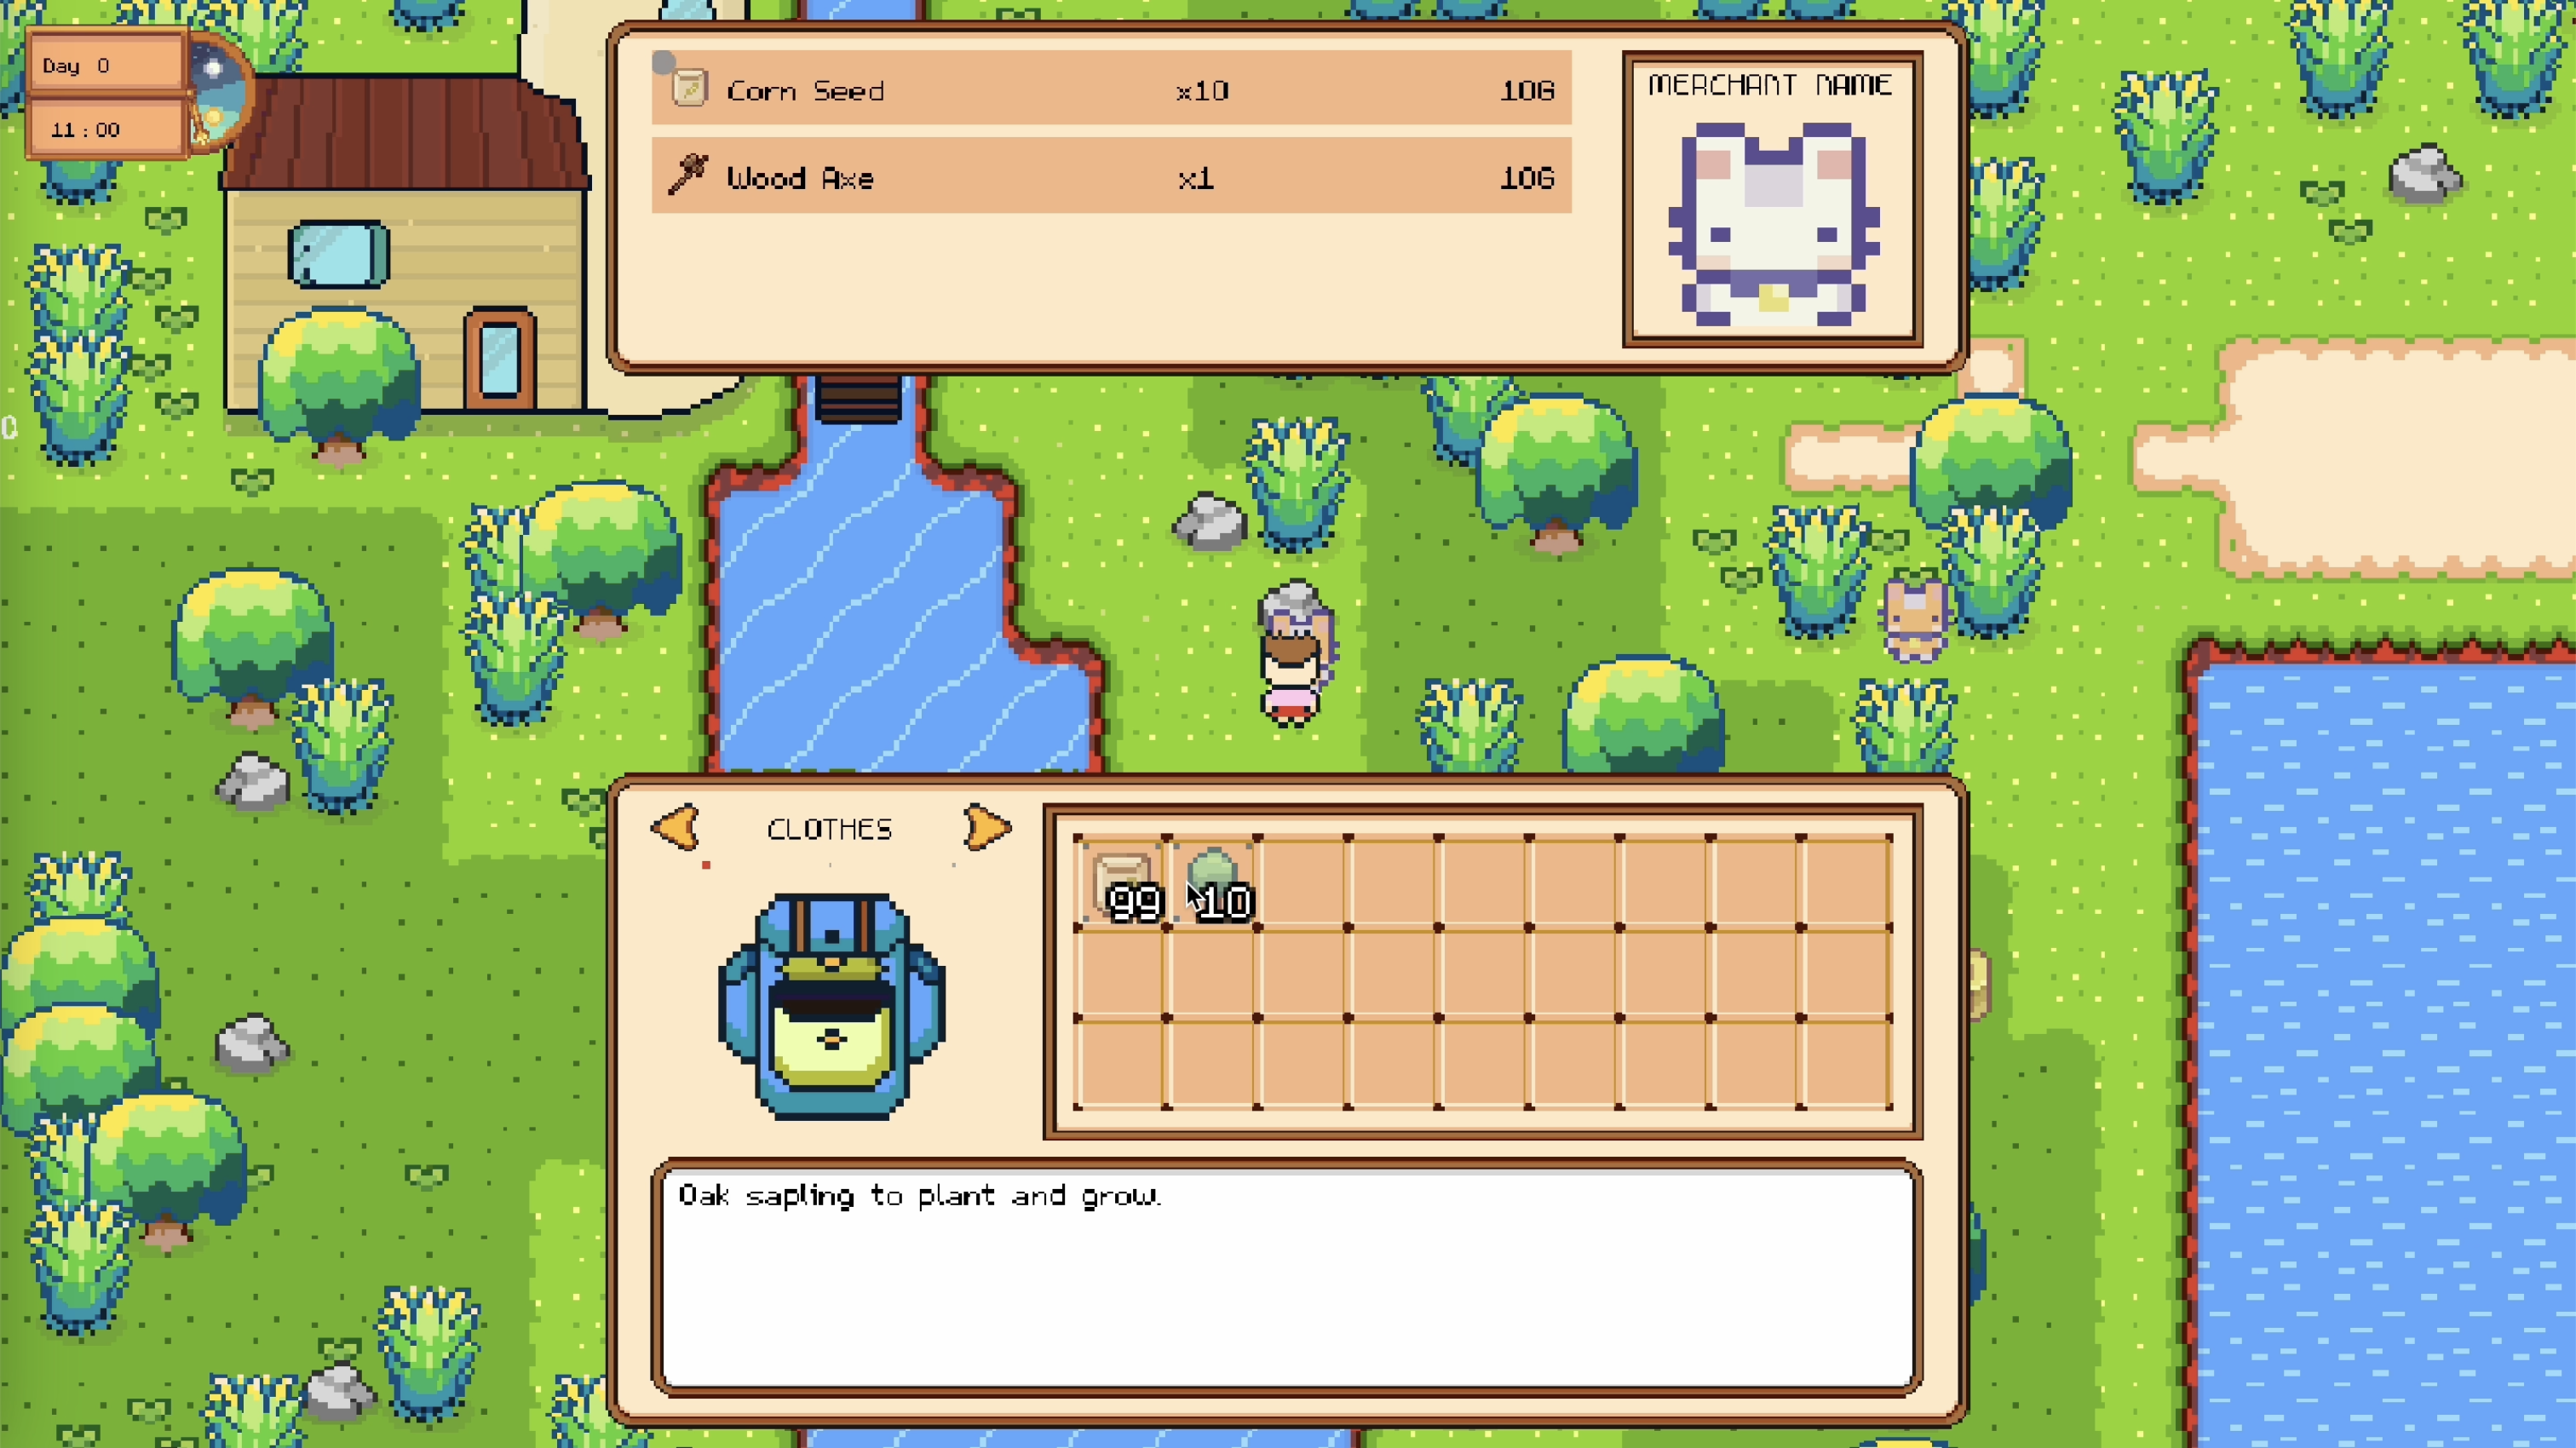 Day 0
11:00
Corn Seed x10 10G
Wood Axe x1 10G
MERCHANT NAME
CLOTHES
99 10
Oak sapling to plant and grow.